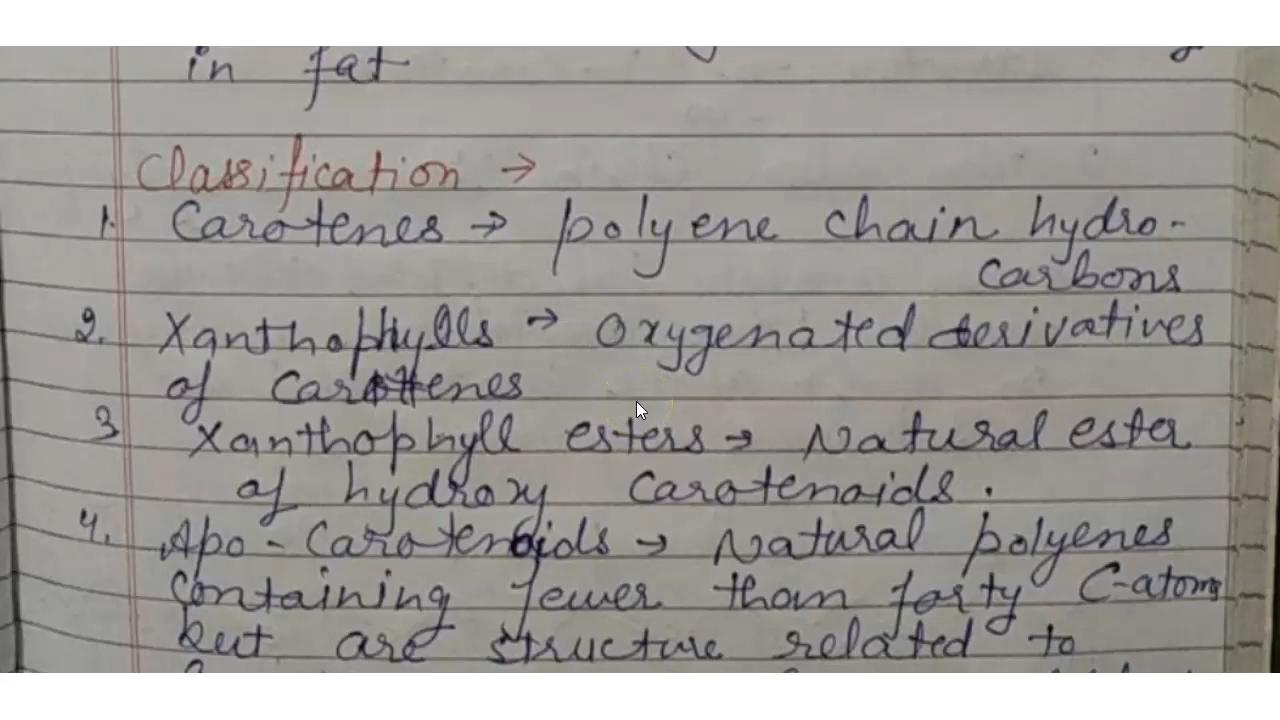 in fat
Classification →
1. Carotenes → polyene chain hydro-
carbons
2. Xanthophylls → Oxygenated derivatives
of Carottenes
3 Xanthophyll esters → Natural ester
of hydroxy Carotenoids.
4. Apo-Carotenoids → Natural polyenes
Containing fewer than forty C-atoms
but are structure related to